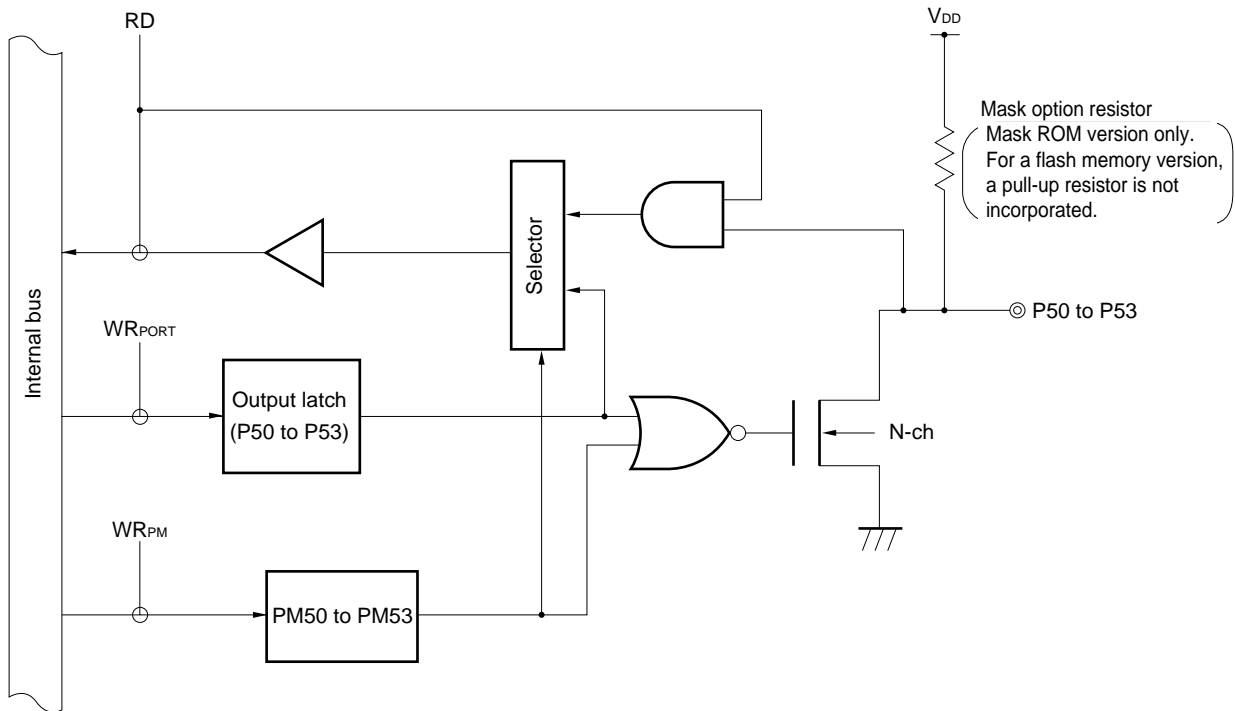 RD
VDD
Mask option resistor
Mask ROM version only.
For a flash memory version,
a pull-up resistor is not
incorporated.
Selector
Internal bus
P50 to P53
WRPORT
Output latch
(P50 to P53)
N-ch
WRPM
PM50 to PM53